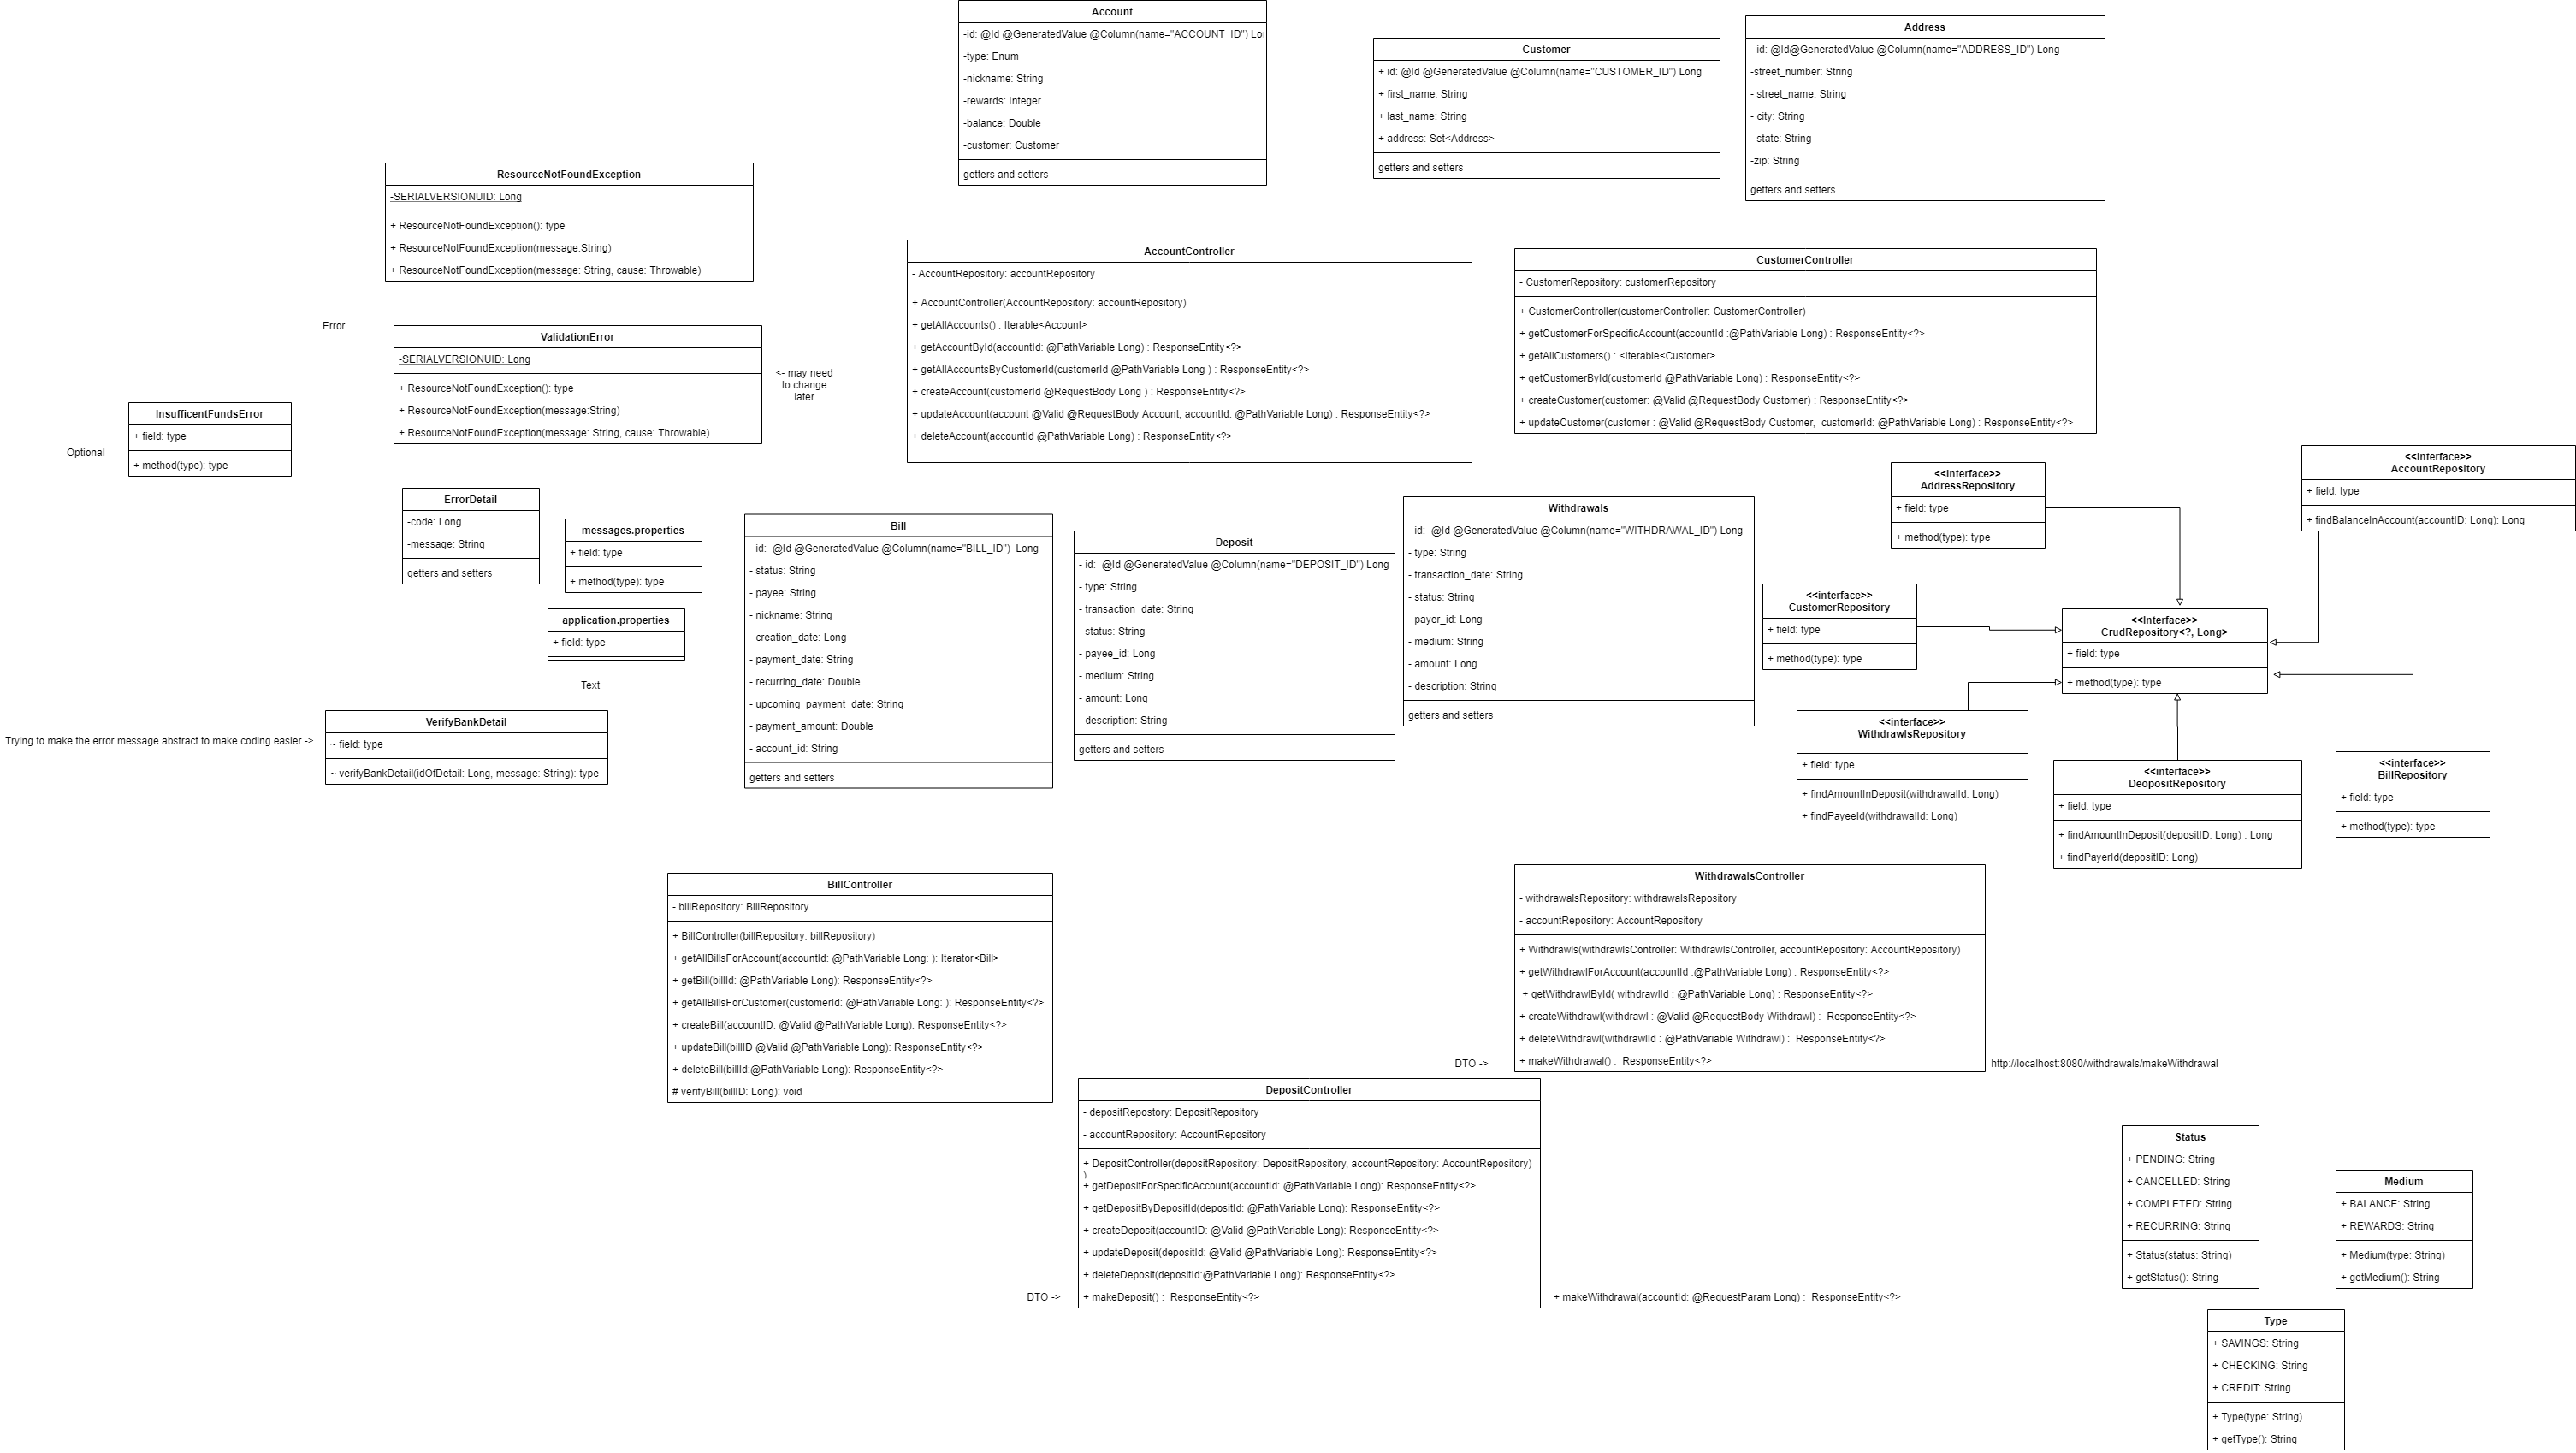 Account
-id: @Id @GeneratedValue @Column(name="ACCOUNT_ID") Lo
-type: Enum
-nickname: String
-rewards: Integer
-balance: Double
-customer: Customer
getters and setters
Customer
+ id: @Id @GeneratedValue @Column(name="CUSTOMER_ID") Long
+ first_name: String
+ last_name: String
+ address: Set<Address>
getters and setters
Address
- id: @Id@GeneratedValue @Column(name="ADDRESS_ID") Long
-street_number: String
- street_name: String
- city: String
- state: String
-zip: String
getters and setters
ResourceNotFoundException
-SERIALVERSIONUID: Long
+ ResourceNotFoundException(): type
+ ResourceNotFoundException(message:String)
+ ResourceNotFoundException(message: String, cause: Throwable)
AccountController
- AccountRepository: accountRepository
+ AccountController(AccountRepository: accountRepository)
+ getAllAccounts() : Iterable<Account>
+ getAccountById(accountId: @PathVariable Long) : ResponseEntity<?>
+ getAllAccountsByCustomerId(customerId @PathVariable Long ) : ResponseEntity<?>
+ createAccount(customerId @RequestBody Long ) : ResponseEntity<?>
+ updateAccount(account @Valid @RequestBody Account, accountId: @PathVariable Long) : ResponseEntity<?>
+ deleteAccount(accountId @PathVariable Long) : ResponseEntity<?>
CustomerController
- CustomerRepository: customerRepository
+ CustomerController(customerController: CustomerController)
+ getCustomerForSpecificAccount(accountId :@PathVariable Long) : ResponseEntity<?>
+ getAllCustomers() : <Iterable<Customer>
+ getCustomerById(customerId @PathVariable Long) : ResponseEntity<?>
+ createCustomer(customer: @Valid @RequestBody Customer) : ResponseEntity<?>
+ updateCustomer(customer : @Valid @RequestBody Customer,  customerId: @PathVariable Long) : ResponseEntity<?>
Error
ValidationError
-SERIALVERSIONUID: Long
+ ResourceNotFoundException(): type
+ ResourceNotFoundException(message:String)
+ ResourceNotFoundException(message: String, cause: Throwable)
<- may need
to change
later
Optional
InsufficentFundsError
+ field: type
+ method(type): type
ErrorDetail
-code: Long
-message: String
getters and setters
messages.properties
+ field: type
+ method(type): type
application.properties
+ field: type
Text
Trying to make the error message abstract to make coding easier ->
VerifyBankDetail
~ field: type
~ verifyBankDetail(idOfDetail: Long, message: String): type
Bill
- id:  @Id @GeneratedValue @Column(name="BILL_ID")  Long
- status: String
- payee: String
- nickname: String
- creation_date: Long
- payment_date: String
- recurring_date: Double
- upcoming_payment_date: String
- payment_amount: Double
- account_id: String
getters and setters
Deposit
- id:  @Id @GeneratedValue @Column(name="DEPOSIT_ID") Long
- type: String
- transaction_date: String
- status: String
- payee_id: Long
- medium: String
- amount: Long
- description: String
getters and setters
Withdrawals
- id:  @Id @GeneratedValue @Column(name="WITHDRAWAL_ID") Long
- type: String
- transaction_date: String
- status: String
- payer_id: Long
- medium: String
- amount: Long
- description: String
getters and setters
<<interface>>
AddressRepository
+ field: type
+ method(type): type
<<interface>>
AccountRepository
+ field: type
+ findBalanceInAccount(accountID: Long): Long
<<interface>>
CustomerRepository
+ field: type
+ method(type): type
<<Interface>>
CrudRepository<?, Long>
+ field: type
+ method(type): type
<<interface>>
WithdrawlsRepository
+ field: type
+ findAmountInDeposit(withdrawalId: Long)
+ findPayeeId(withdrawalId: Long)
<<interface>>
DeopositRepository
+ field: type
+ findAmountInDeposit(depositID: Long) : Long
+ findPayerId(depositID: Long)
<<interface>>
BillRepository
+ field: type
+ method(type): type
BillController
- billRepository: BillRepository
+ BillController(billRepository: billRepository)
+ getAllBillsForAccount(accountId: @PathVariable Long: ): Iterator<Bill>
+ getBill(billId: @PathVariable Long): ResponseEntity<?>
+ getAllBillsForCustomer(customerId: @PathVariable Long: ): ResponseEntity<?>
+ createBill(accountID: @Valid @PathVariable Long): ResponseEntity<?>
+ updateBill(billID @Valid @PathVariable Long): ResponseEntity<?>
+ deleteBill(billId:@PathVariable Long): ResponseEntity<?>
# verifyBill(billID: Long): void
WithdrawalsController
- withdrawalsRepository: withdrawalsRepository
- accountRepository: AccountRepository
+ Withdrawls(withdrawlsController: WithdrawlsController, accountRepository: AccountRepository)
+ getWithdrawlForAccount(accountId :@PathVariable Long) : ResponseEntity<?>
+ getWithdrawlById( withdrawlId : @PathVariable Long) : ResponseEntity<?>
+ createWithdrawl(withdrawl : @Valid @RequestBody Withdrawl) :  ResponseEntity<?>
+ deleteWithdrawl(withdrawlId : @PathVariable Withdrawl) :  ResponseEntity<?>
+ makeWithdrawal() :  ResponseEntity<?>
DTO ->
http://localhost:8080/withdrawals/makeWithdrawal
DepositController
- depositRepostory: DepositRepository
- accountRepository: AccountRepository
+ DepositController(depositRepository: DepositRepository, accountRepository: AccountRepository)
)
+ getDepositForSpecificAccount(accountId: @PathVariable Long): ResponseEntity<?>
+ getDepositByDepositId(depositId: @PathVariable Long): ResponseEntity<?>
+ createDeposit(accountID: @Valid @PathVariable Long): ResponseEntity<?>
+ updateDeposit(depositId: @Valid @PathVariable Long): ResponseEntity<?>
+ deleteDeposit(depositId:@PathVariable Long): ResponseEntity<?>
+ makeDeposit() :  ResponseEntity<?>
DTO ->
+ makeWithdrawal(accountId: @RequestParam Long) :  ResponseEntity<?>
Status
+ PENDING: String
+ CANCELLED: String
+ COMPLETED: String
+ RECURRING: String
+ Status(status: String)
+ getStatus(): String
Medium
+ BALANCE: String
+ REWARDS: String
+ Medium(type: String)
+ getMedium(): String
Type
+ SAVINGS: String
+ CHECKING: String
+ CREDIT: String
+ Type(type: String)
+ getType(): String